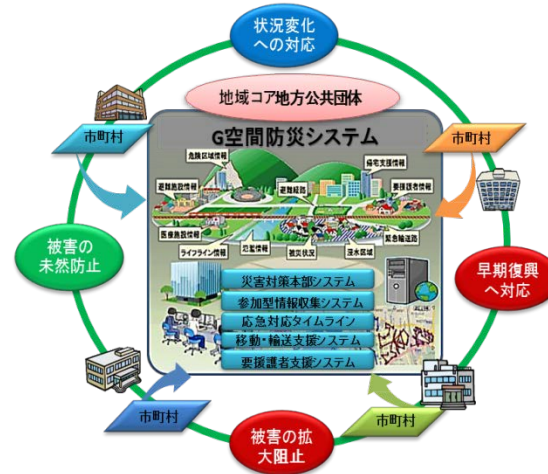 状況変化
への対応
地域コア地方公共団体
G空間防災システム
市町村
市町村
危険区域情報
帰宅支援情報
避難施設情報
避難経路
要援護者情報
医療施設情報
氾濫情報
緊急輸送路
ライフライン情報
被災状況
浸水区域
被害の
未然防止
早期復興
へ対応
災害対策本部システム
参加型情報収集システム
応急対応タイムライン
移動・輸送支援システム
要援護者支援システム
市町村
市町村
被害の拡
大阻止